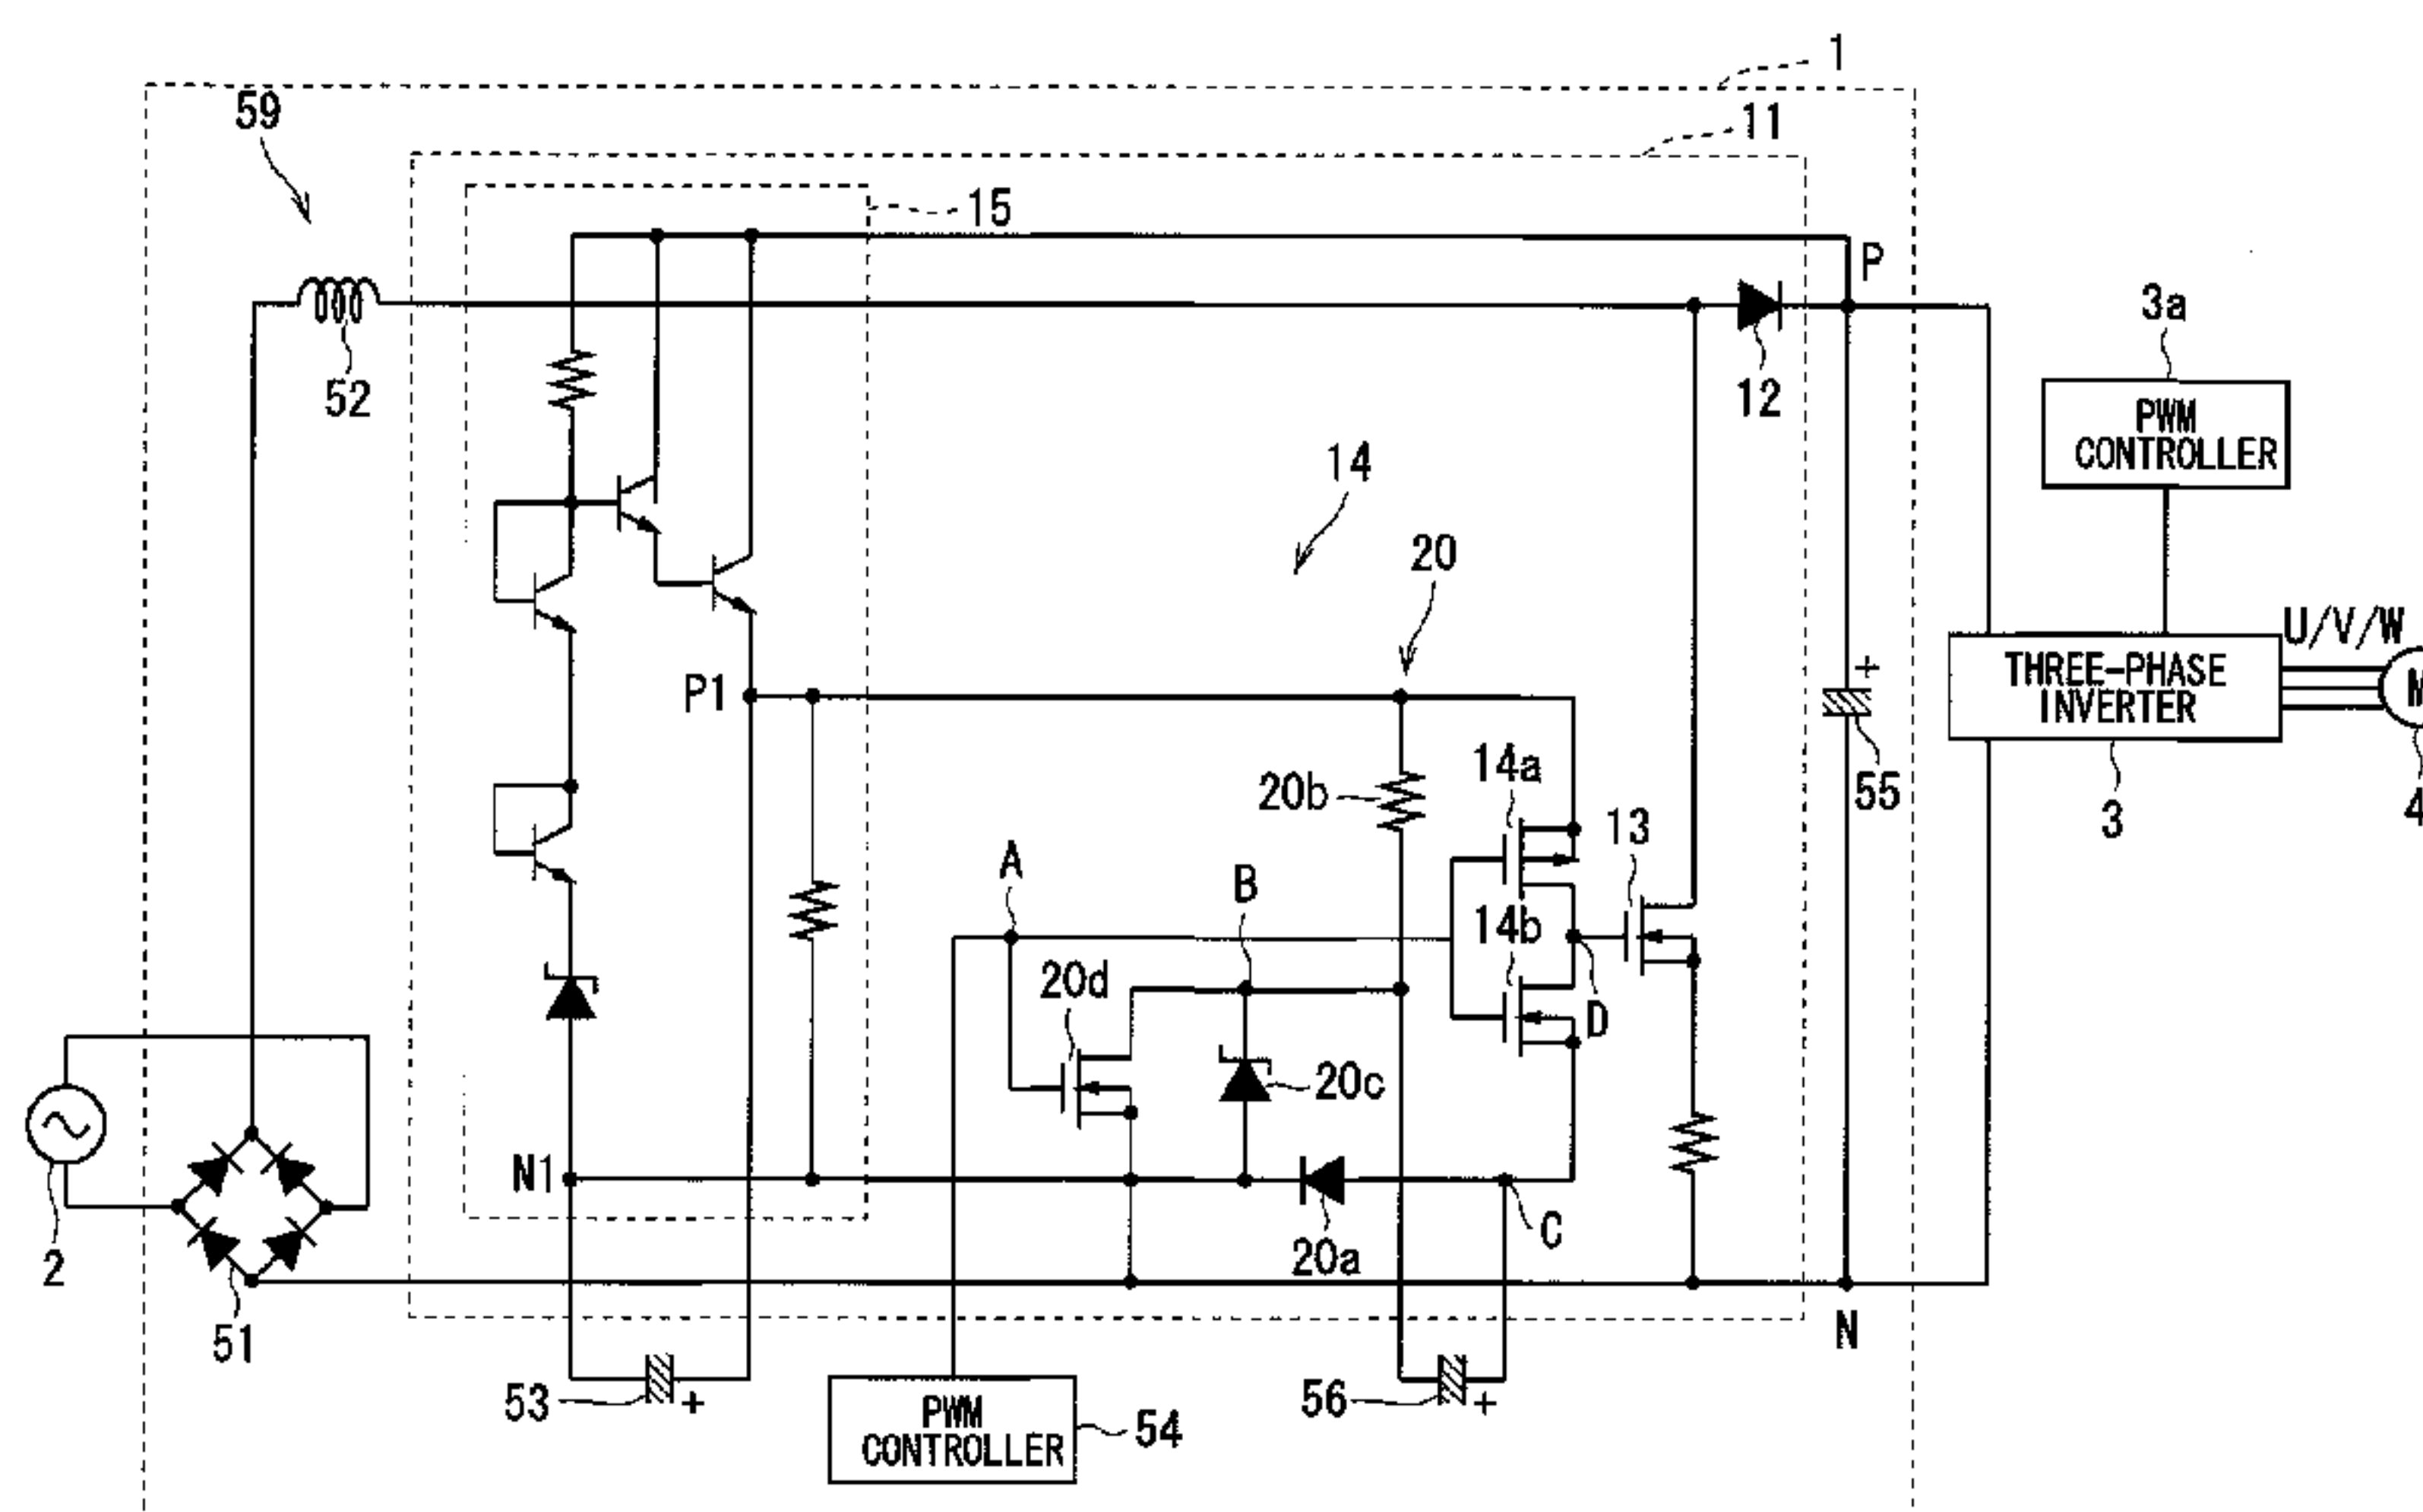 1
59
11
15
P
3a
52
12
PWM
CONTROLLER
14
20
U/V/W
P1
THREE-PHASE
INVERTER
M
14a
20b
55
13
3
4
A
B
14b
20d
D
20c
N1
C
2
20a
51
N
53
+
56
+
PWM
CONTROLLER
54
+